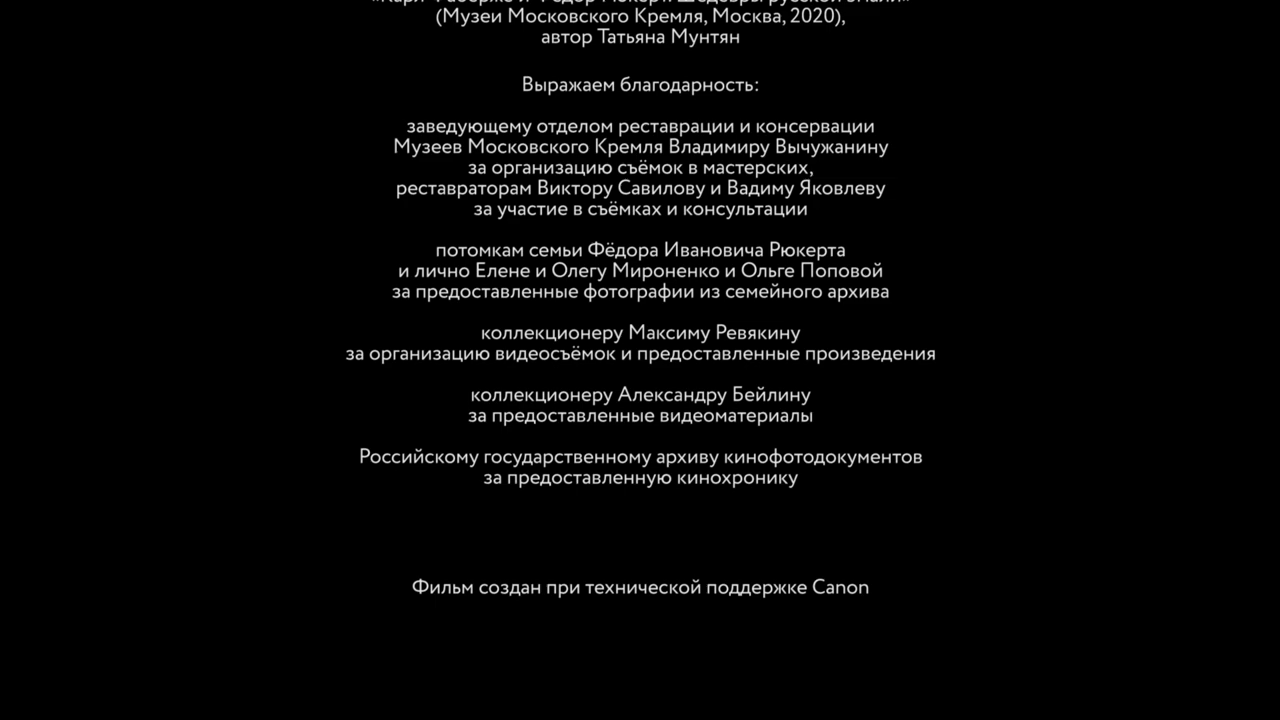 (Музеи Московского Кремля, Москва, 2020),
автор Татьяна Мунтян
Выражаем благодарность:
заведующему отделом реставрации и консервации
Музеев Московского Кремля Владимиру Вычужанину
за организацию съёмок в мастерских,
реставраторам Виктору Савилову и Вадиму Яковлеву
за участие в съёмках и консультации
потомкам семьи Фёдора Ивановича Рюкерта
и лично Елене и Олегу Мироненко и Ольге Поповой
за предоставленные фотографии из семейного архива
коллекционеру Максиму Ревякину
за организацию видеосъёмок и предоставленные произведения
коллекционеру Александру Бейлину
за предоставленные видеоматериалы
Российскому государственному архиву кинофотодокументов
за предоставленную кинохронику
Фильм создан при технической поддержке Canon